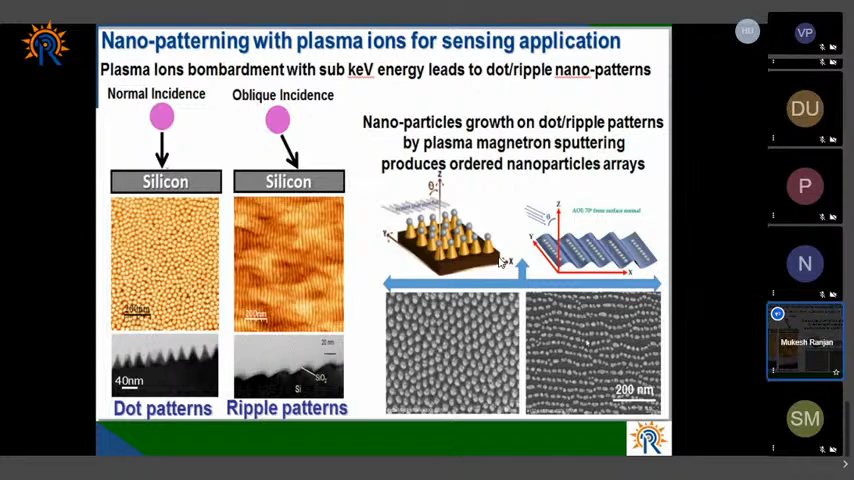 Nano-patterning with plasma ions for sensing application
Plasma Ions bombardment with sub keV energy leads to dot/ripple nano-patterns
Normal Incidence
Oblique Incidence
Silicon
Silicon
200nm
200nm
40nm
20 nm
SiO2
Si
Dot patterns
Ripple patterns
Nano-particles growth on dot/ripple patterns
by plasma magnetron sputtering
produces ordered nanoparticles arrays
Z
θ
Y
X
Z
θ
Y
X
200 nm
HU
VP
DU
P
N
Mukesh Ranjan
SM